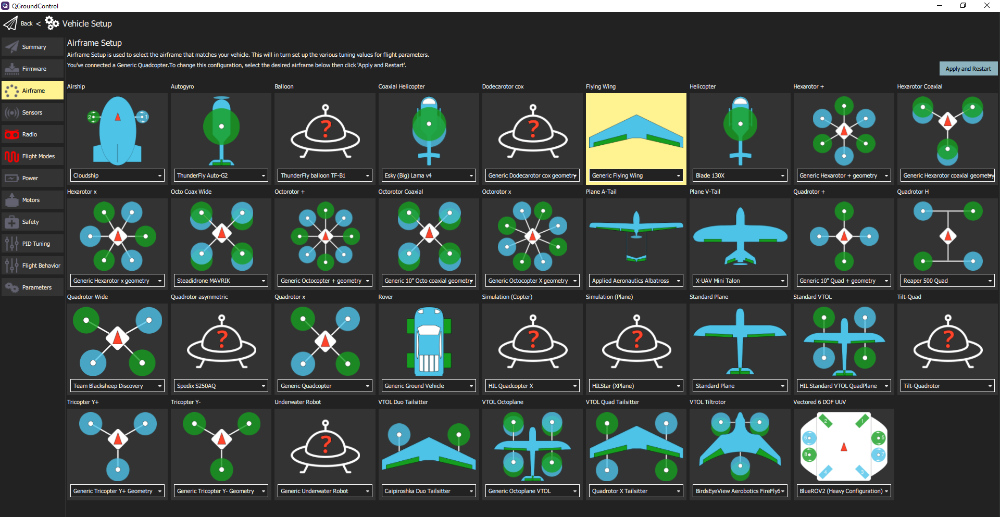 QGroundControl
Back < Vehicle Setup
Summary
Firmware
Airframe
Sensors
Radio
Flight Modes
Power
Motors
Safety
PID Tuning
Flight Behavior
Parameters
Airframe Setup
Airframe Setup is used to select the airframe that matches your vehicle. This will in turn set up the various tuning values for flight parameters.
You've connected a Generic Quadcopter.To change this configuration, select the desired airframe below then click 'Apply and Restart'.
Apply and Restart
Airship Autogyro Balloon Coaxial Helicopter Dodecarotor cox Flying Wing Helicopter Hexarotor + Hexarotor Coaxial
2 1 ? ?
Cloudship ThunderFly Auto-G2 ThunderFly balloon TF-B1 Esky (Big) Lama v4 Generic Dodecarotor cox geometry Generic Flying Wing Blade 130X Generic Hexarotor + geometry Generic Hexarotor coaxial geometry
Hexarotor x Octo Coax Wide Octorotor + Octorotor Coaxial Octorotor x Plane A-Tail Plane V-Tail Quadrotor + Quadrotor H
Generic Hexarotor x geometry Steadidrone MAVRIK Generic Octocopter + geometry Generic 10" Octo coaxial geometry Generic Octocopter X geometry Applied Aeronautics Albatross X-UAV Mini Talon Generic 10" Quad + geometry Reaper 500 Quad
Quadrotor Wide Quadrotor asymmetric Quadrotor x Rover Simulation (Copter) Simulation (Plane) Standard Plane Standard VTOL Tilt-Quad
? ? ? ?
Team Blacksheep Discovery Spedix S250AQ Generic Quadcopter Generic Ground Vehicle HIL Quadcopter X HILStar (XPlane) Standard Plane HIL Standard VTOL QuadPlane Tilt-Quadrotor
Tricopter Y+ Tricopter Y- Underwater Robot VTOL Duo Tailsitter VTOL Octoplane VTOL Quad Tailsitter VTOL Tiltrotor Vectored 6 DOF UUV
2 1
6 5
? 8 7
4 3
Generic Tricopter Y+ Geometry Generic Tricopter Y- Geometry Generic Underwater Robot Caipiroshka Duo Tailsitter Generic Octoplane VTOL Quadrotor X Tailsitter BirdsEyeView Aerobotics FireFly6 BlueROV2 (Heavy Configuration)